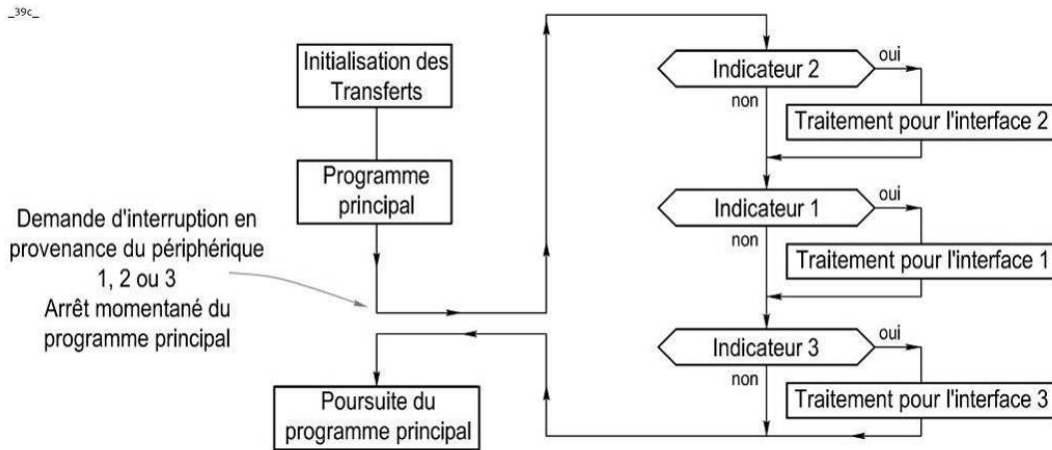 _39c_
Initialisation des
Transferts
Programme
principal
Demande d'interruption en
provenance du périphérique
1, 2 ou 3
Arrêt momentané du
programme principal
Poursuite du
programme principal
Indicateur 2
oui
non
Traitement pour l'interface 2
Indicateur 1
oui
non
Traitement pour l'interface 1
Indicateur 3
oui
non
Traitement pour l'interface 3